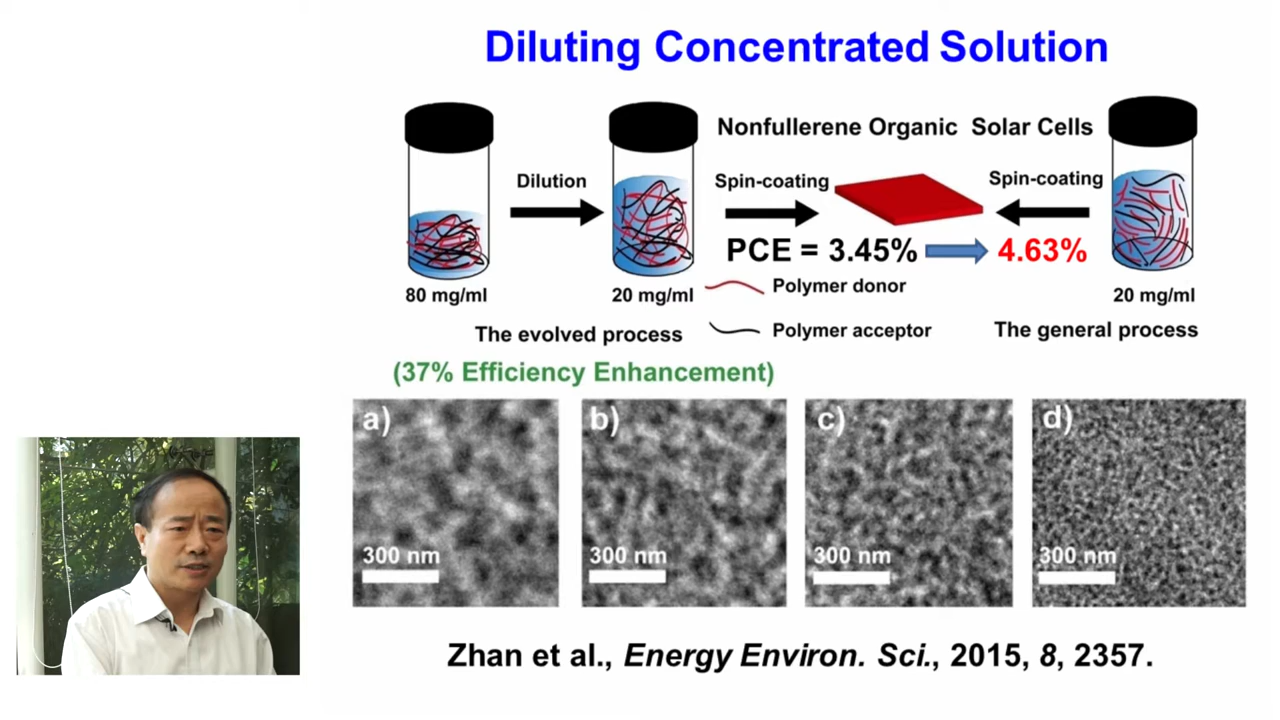 Diluting Concentrated Solution
Nonfullerene Organic Solar Cells
Dilution
Spin-coating
Spin-coating
PCE = 3.45%
4.63%
80 mg/ml
20 mg/ml
Polymer donor
20 mg/ml
The evolved process
Polymer acceptor
The general process
(37% Efficiency Enhancement)
a)
b)
c)
d)
300 nm
300 nm
300 nm
300 nm
Zhan et al., Energy Environ. Sci., 2015, 8, 2357.